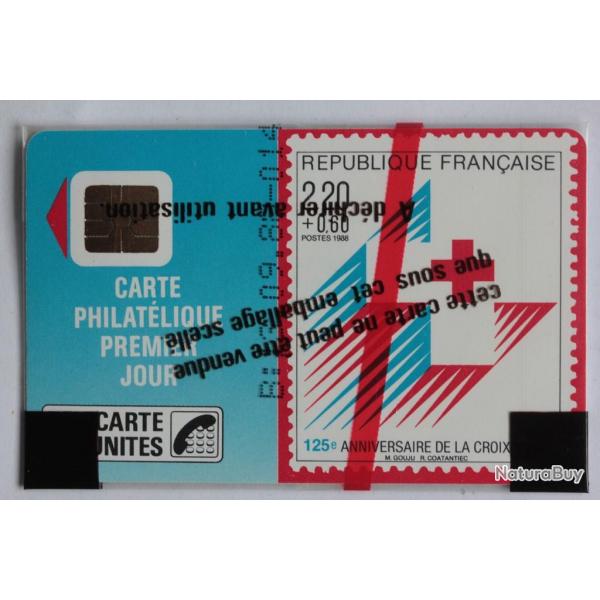 REPUBLIQUE FRANÇAISE
2,20
+0,60
POSTES 1988
A déchirer avant utilisation.
CARTE
PHILATÉLIQUE
PREMIER
JOUR
cette carte ne peut être vendue
que sous cet emballage scellé
CARTE
UNITES
125e ANNIVERSAIRE DE LA CROIX
M. GOUJU R. COATANTIEC
NaturaBuy